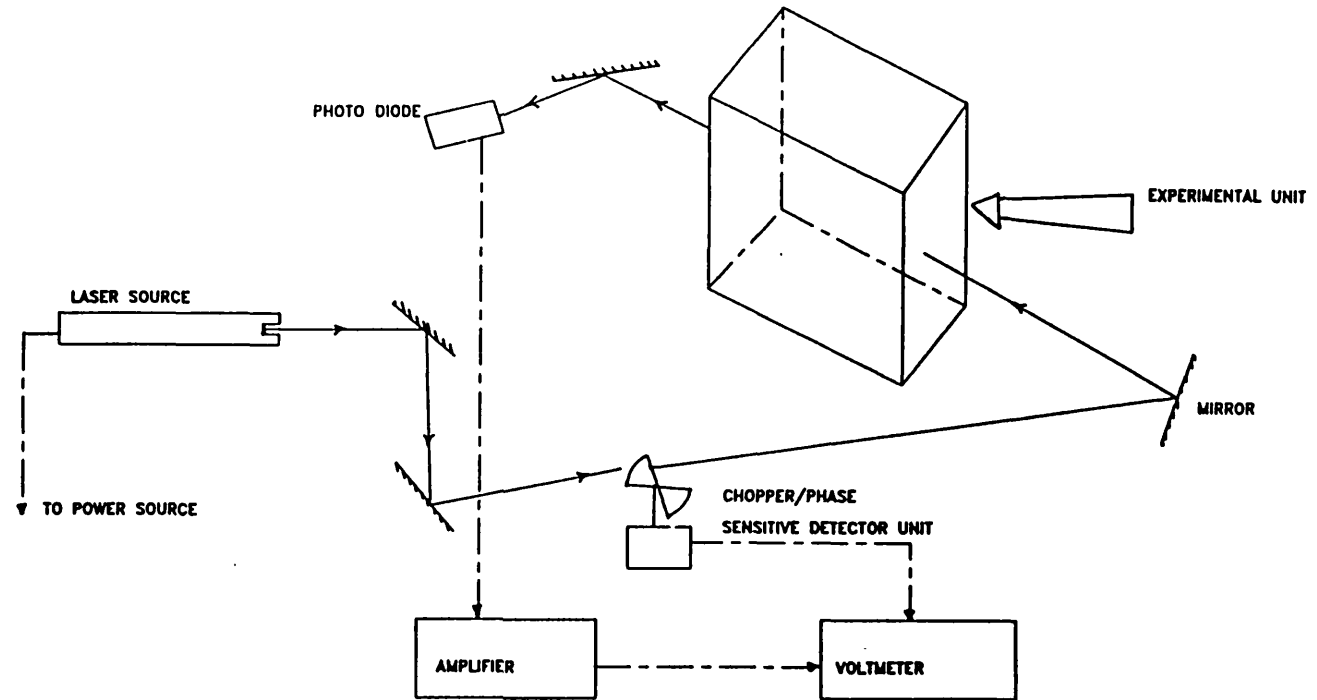 PHOTO DIODE
EXPERIMENTAL UNIT
LASER SOURCE
MIRROR
TO POWER SOURCE
CHOPPER/PHASE
SENSITIVE DETECTOR UNIT
AMPLIFIER
VOLTMETER